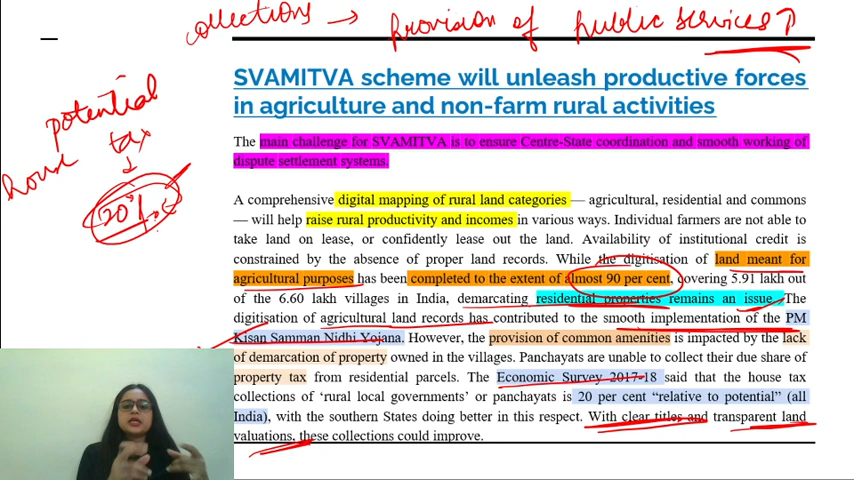 collections → provision of public services ↑
potential
house tax
↓
20%
SVAMITVA scheme will unleash productive forces
in agriculture and non-farm rural activities
The main challenge for SVAMITVA is to ensure Centre-State coordination and smooth working of
dispute settlement systems.
A comprehensive digital mapping of rural land categories — agricultural, residential and commons
— will help raise rural productivity and incomes in various ways. Individual farmers are not able to
take land on lease, or confidently lease out the land. Availability of institutional credit is
constrained by the absence of proper land records. While the digitisation of land meant for
agricultural purposes has been completed to the extent of almost 90 per cent, covering 5.91 lakh out
of the 6.60 lakh villages in India, demarcating residential properties remains an issue. The
digitisation of agricultural land records has contributed to the smooth implementation of the PM
Kisan Samman Nidhi Yojana. However, the provision of common amenities is impacted by the lack
of demarcation of property owned in the villages. Panchayats are unable to collect their due share of
property tax from residential parcels. The Economic Survey 2017-18 said that the house tax
collections of ‘rural local governments’ or panchayats is 20 per cent “relative to potential” (all
India), with the southern States doing better in this respect. With clear titles and transparent land
valuations, these collections could improve.